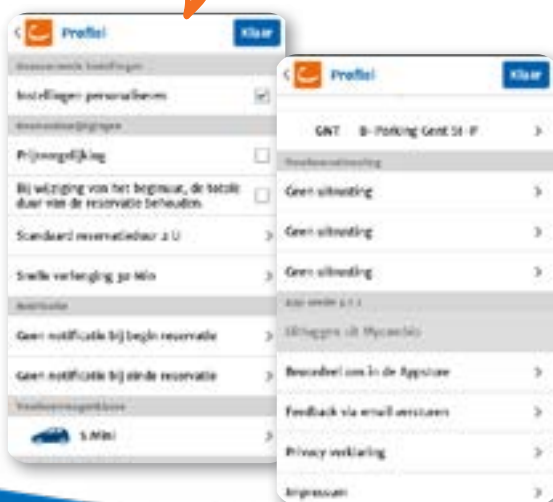 Profiel
Klaar
Instellingen personaliseren
Prijsvergelijking
Bij wijziging van het beginuur, de totale
duur van de reservatie behouden.
Standaard reservatieduur 2 U
Snelle verlenging 30 Min
Notificatie
Geen notificatie bij begin reservatie
Geen notificatie bij einde reservatie
S Mini
Profiel
Klaar
GNT B- Parking Gent St-P
Geen uitrusting
Geen uitrusting
Geen uitrusting
Uitloggen uit Mycambio
Beoordeel ons in de Appstore
Feedback via email versturen
Privacy verklaring
Impressum